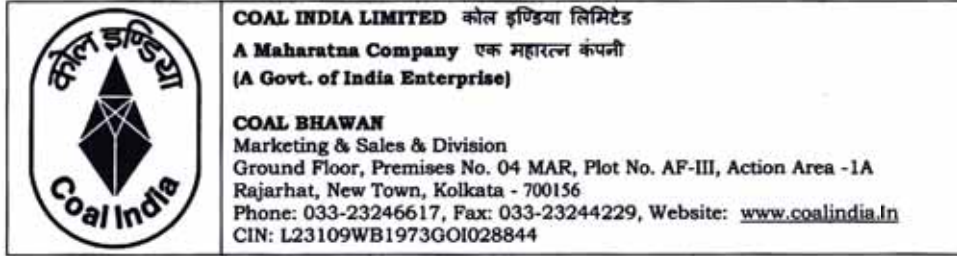 कोल इण्डिया
Coal India
COAL INDIA LIMITED कोल इण्डिया लिमिटेड
A Maharatna Company एक महारत्न कंपनी
(A Govt. of India Enterprise)
COAL BHAWAN
Marketing & Sales & Division
Ground Floor, Premises No. 04 MAR, Plot No. AF-III, Action Area -1A
Rajarhat, New Town, Kolkata - 700156
Phone: 033-23246617, Fax: 033-23244229, Website: www.coalindia.In
CIN: L23109WB1973GOI028844